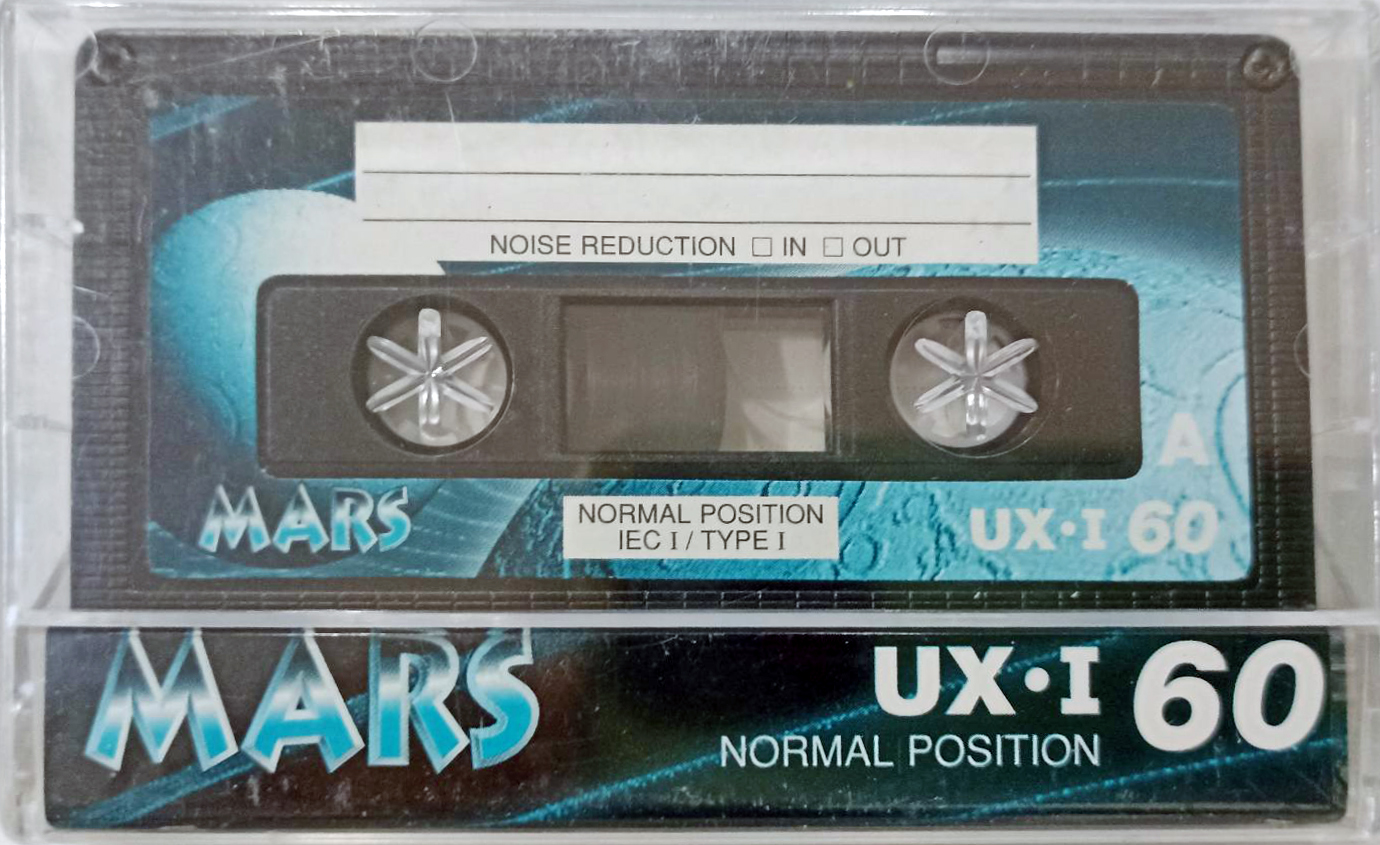 NOISE REDUCTION □ IN □ OUT
A
MARS
NORMAL POSITION
IEC I / TYPE I
UX·I 60
MARS
UX·I 60
NORMAL POSITION